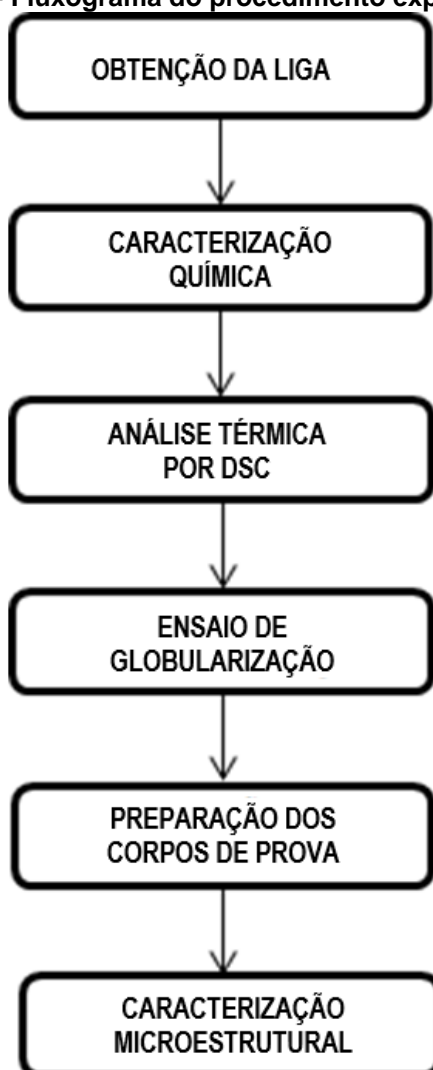 Fluxograma do procedimento
OBTENÇÃO DA LIGA
CARACTERIZAÇÃO
QUÍMICA
ANÁLISE TÉRMICA
POR DSC
ENSAIO DE
GLOBULARIZAÇÃO
PREPARAÇÃO DOS
CORPOS DE PROVA
CARACTERIZAÇÃO
MICROESTRUTURAL